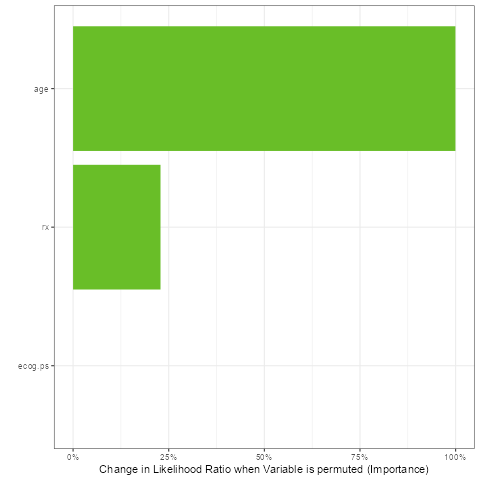 age
rx
ecog.ps
0%
25%
50%
75%
100%
Change in Likelihood Ratio when Variable is permuted (Importance)